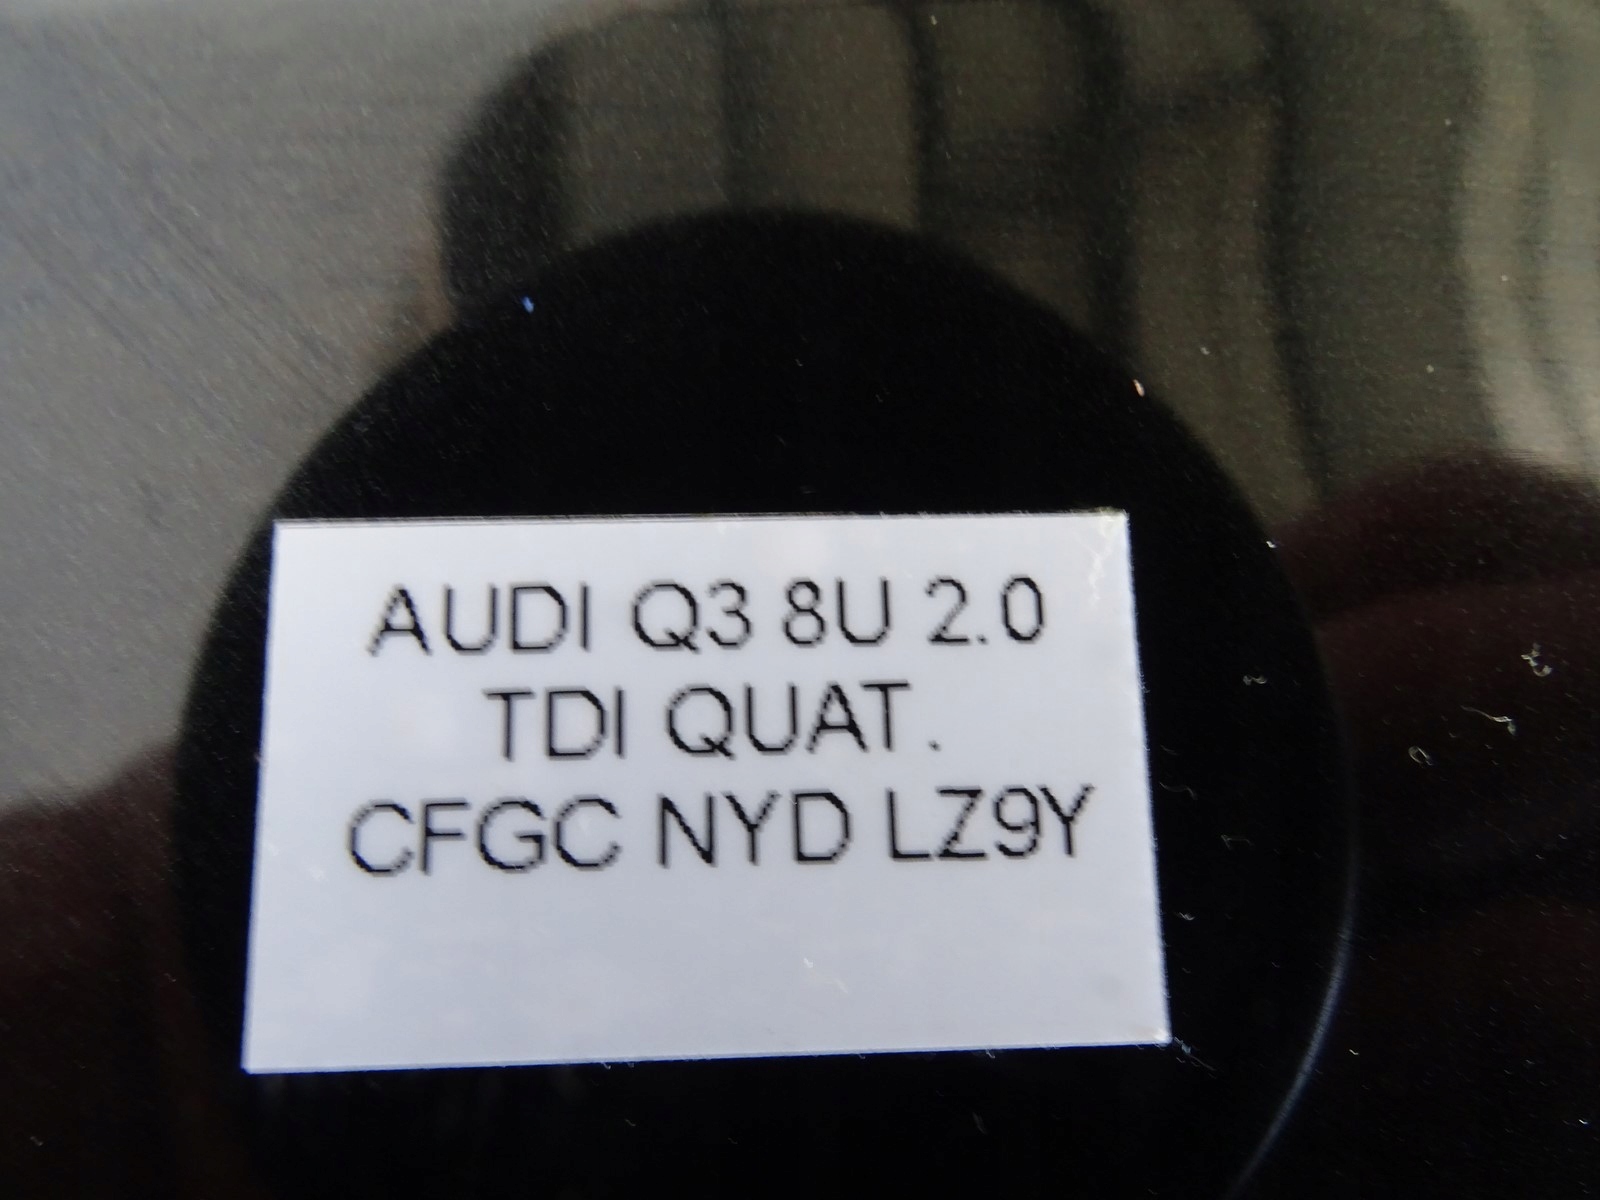 AUDI Q3 8U 2.0
TDI QUAT.
CFGC NYD LZ9Y